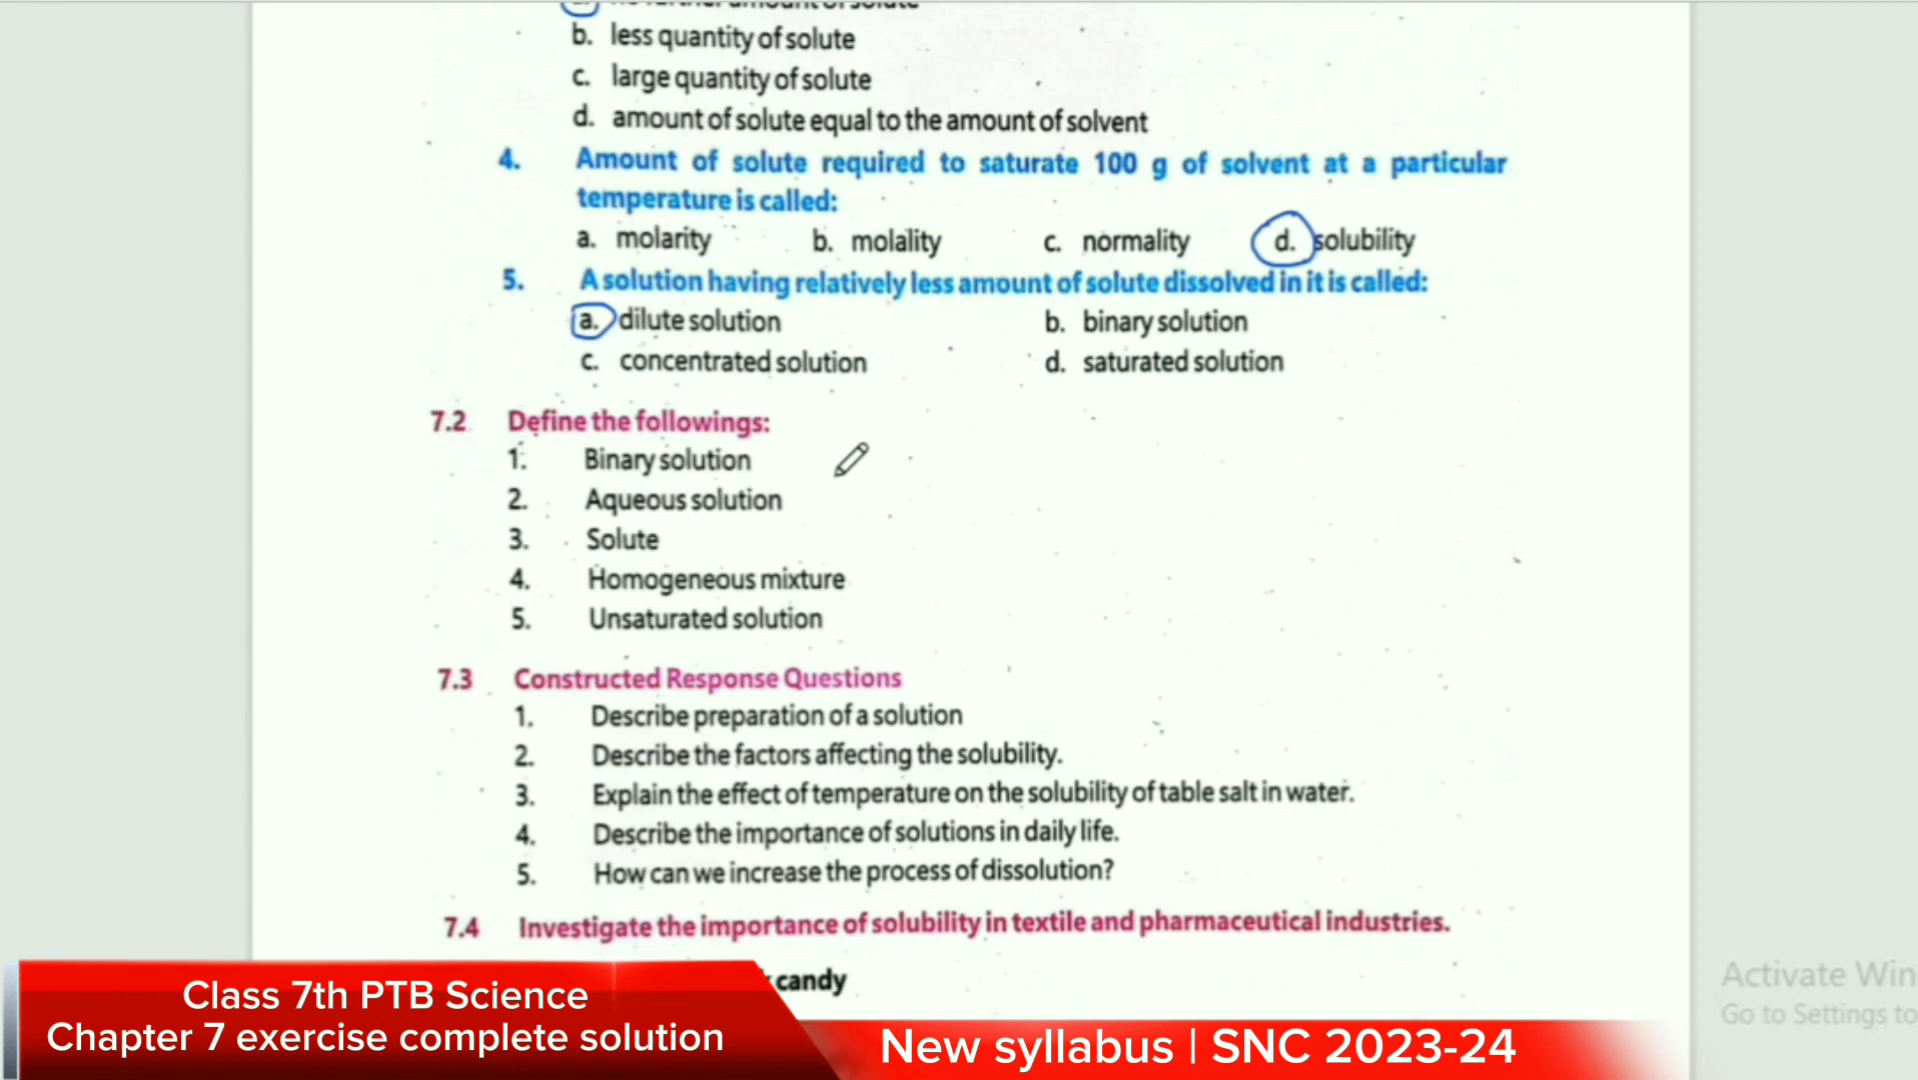 b. less quantity of solute
c. large quantity of solute
d. amount of solute equal to the amount of solvent
4. Amount of solute required to saturate 100 g of solvent at a particular
temperature is called:
a. molarity b. molality c. normality d. solubility
5. A solution having relatively less amount of solute dissolved in it is called:
a. dilute solution b. binary solution
c. concentrated solution d. saturated solution
7.2 Define the followings:
1. Binary solution
2. Aqueous solution
3. Solute
4. Homogeneous mixture
5. Unsaturated solution
7.3 Constructed Response Questions
1. Describe preparation of a solution
2. Describe the factors affecting the solubility.
3. Explain the effect of temperature on the solubility of table salt in water.
4. Describe the importance of solutions in daily life.
5. How can we increase the process of dissolution?
7.4 Investigate the importance of solubility in textile and pharmaceutical industries.
candy
Class 7th PTB Science
Chapter 7 exercise complete solution
New syllabus | SNC 2023-24
Activate Win
Go to Settings to